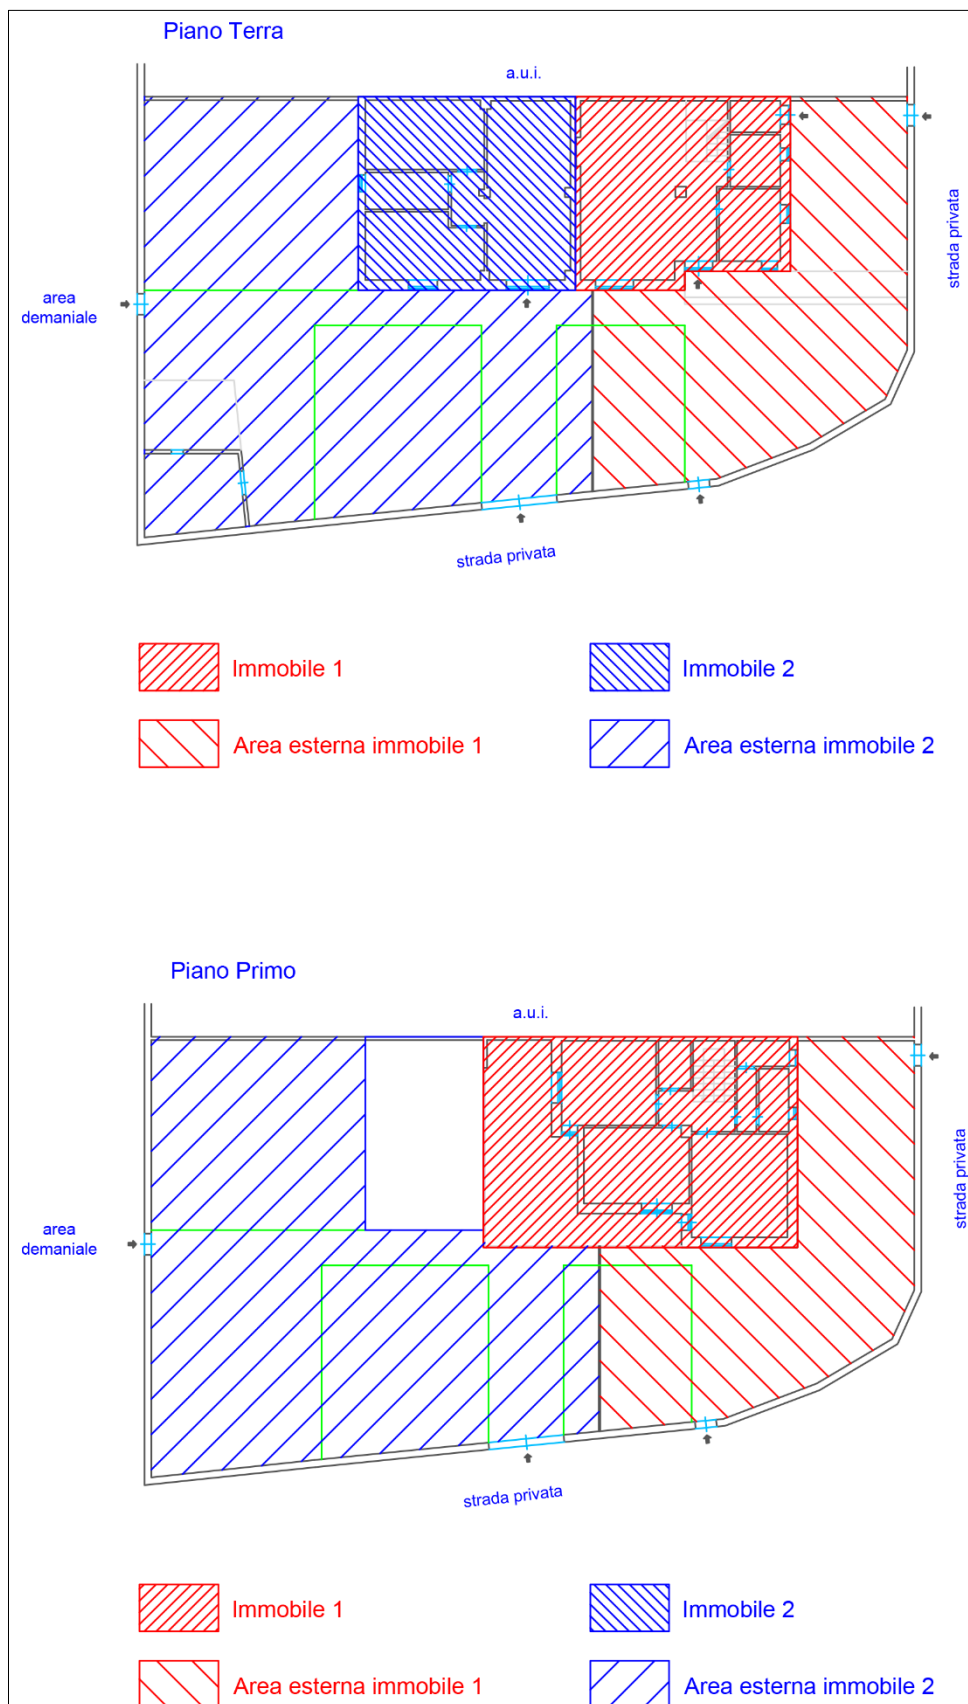 Piano Terra
a.u.i.
strada privata
area
demaniale
strada privata
Immobile 1
Immobile 2
Area esterna immobile 1
Area esterna immobile 2
Piano Primo
a.u.i.
strada privata
area
demaniale
strada privata
Immobile 1
Immobile 2
Area esterna immobile 1
Area esterna immobile 2